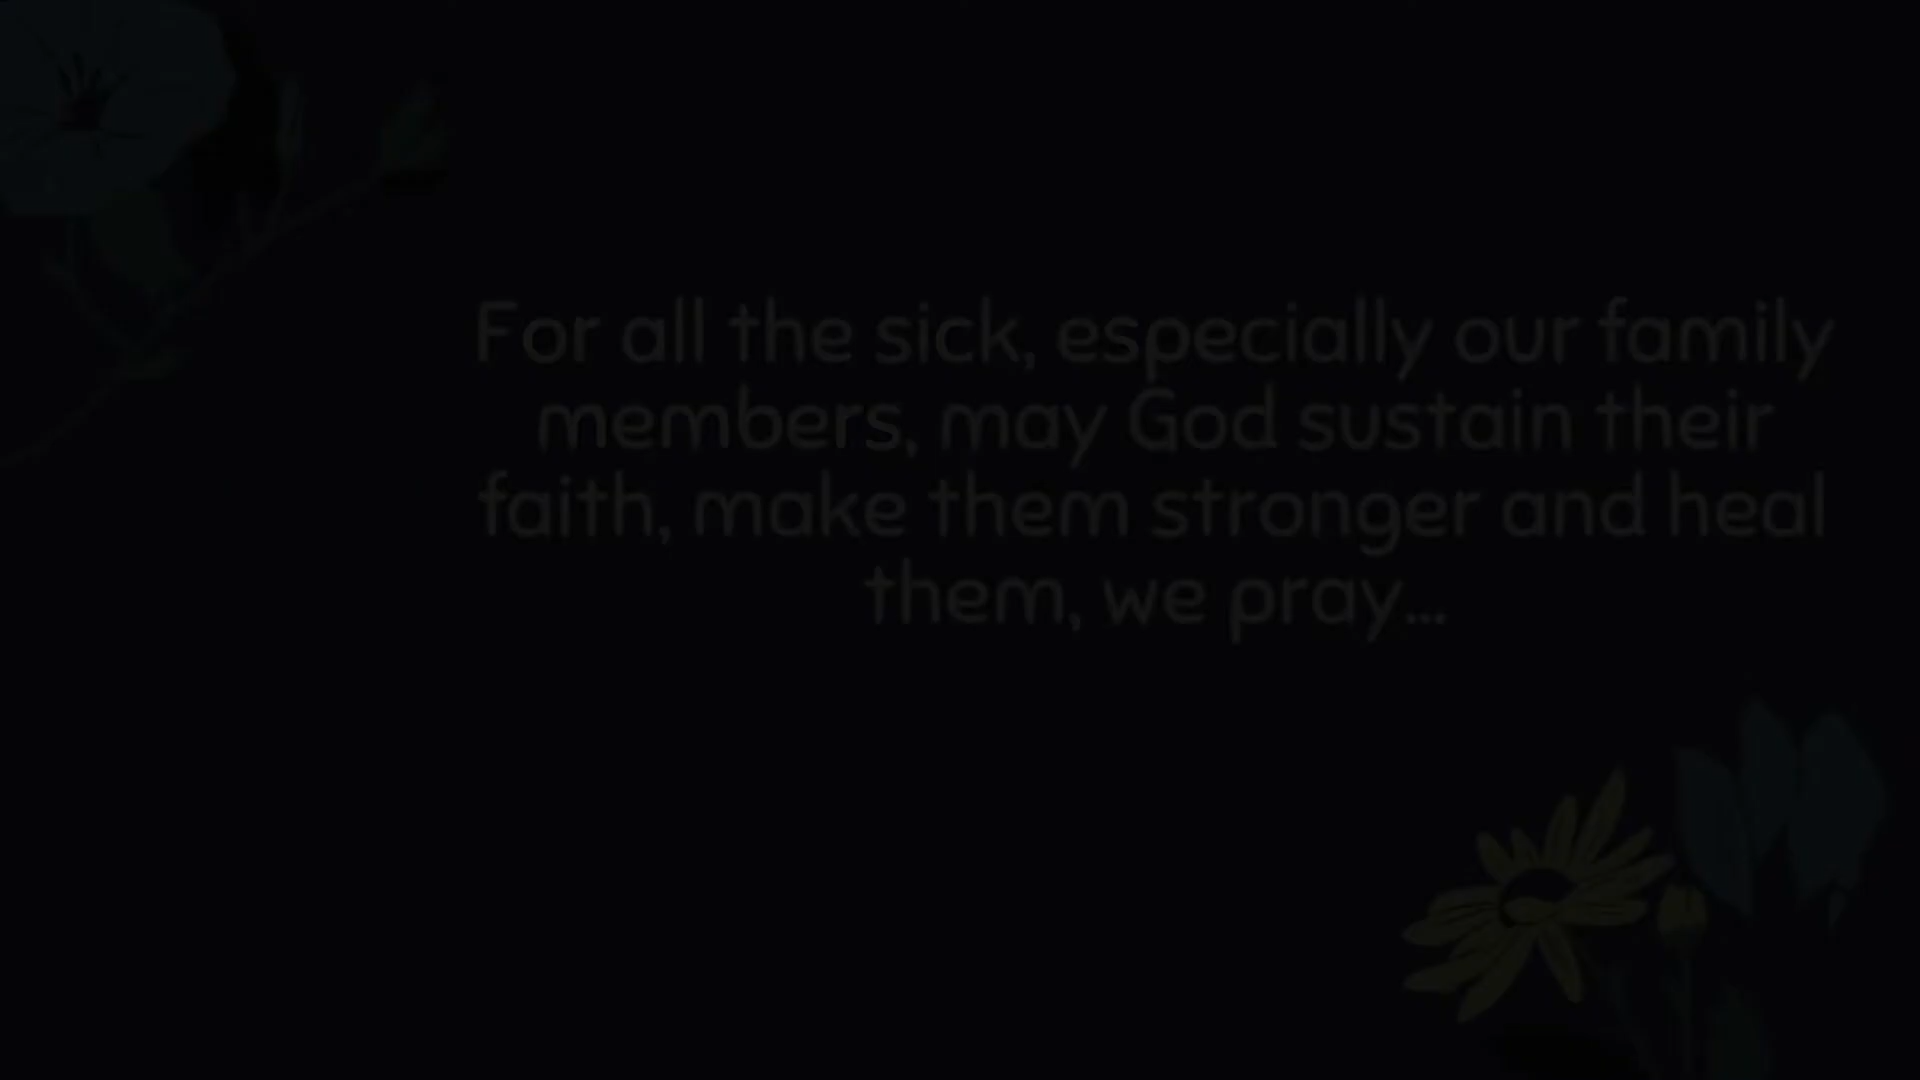 For all the sick, especially our family
members, may God sustain their
faith, make them stronger and heal
them, we pray...